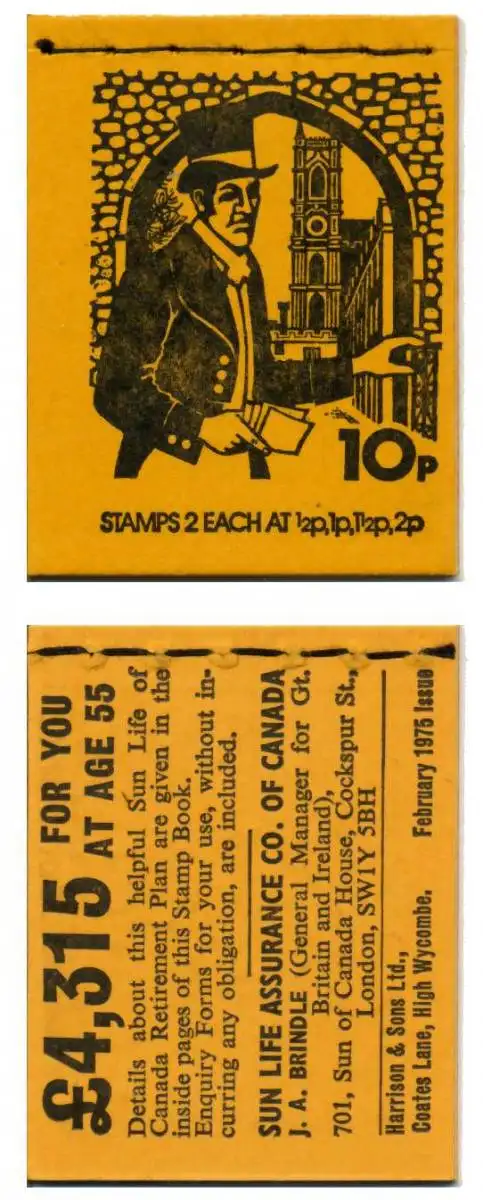 10p
STAMPS 2 EACH AT ½p,1p,1½p,2p
£4,315 FOR YOU
AT AGE 55
Details about this helpful Sun Life of
Canada Retirement Plan are given in the
inside pages of this Stamp Book.
Enquiry Forms for your use, without in-
curring any obligation, are included.
SUN LIFE ASSURANCE CO. OF CANADA
J. A. BRINDLE (General Manager for Gt.
Britain and Ireland),
701, Sun of Canada House, Cockspur St.,
London, SW1Y 5BH
Harrison & Sons Ltd.,
Coates Lane, High Wycombe. February 1975 Issue